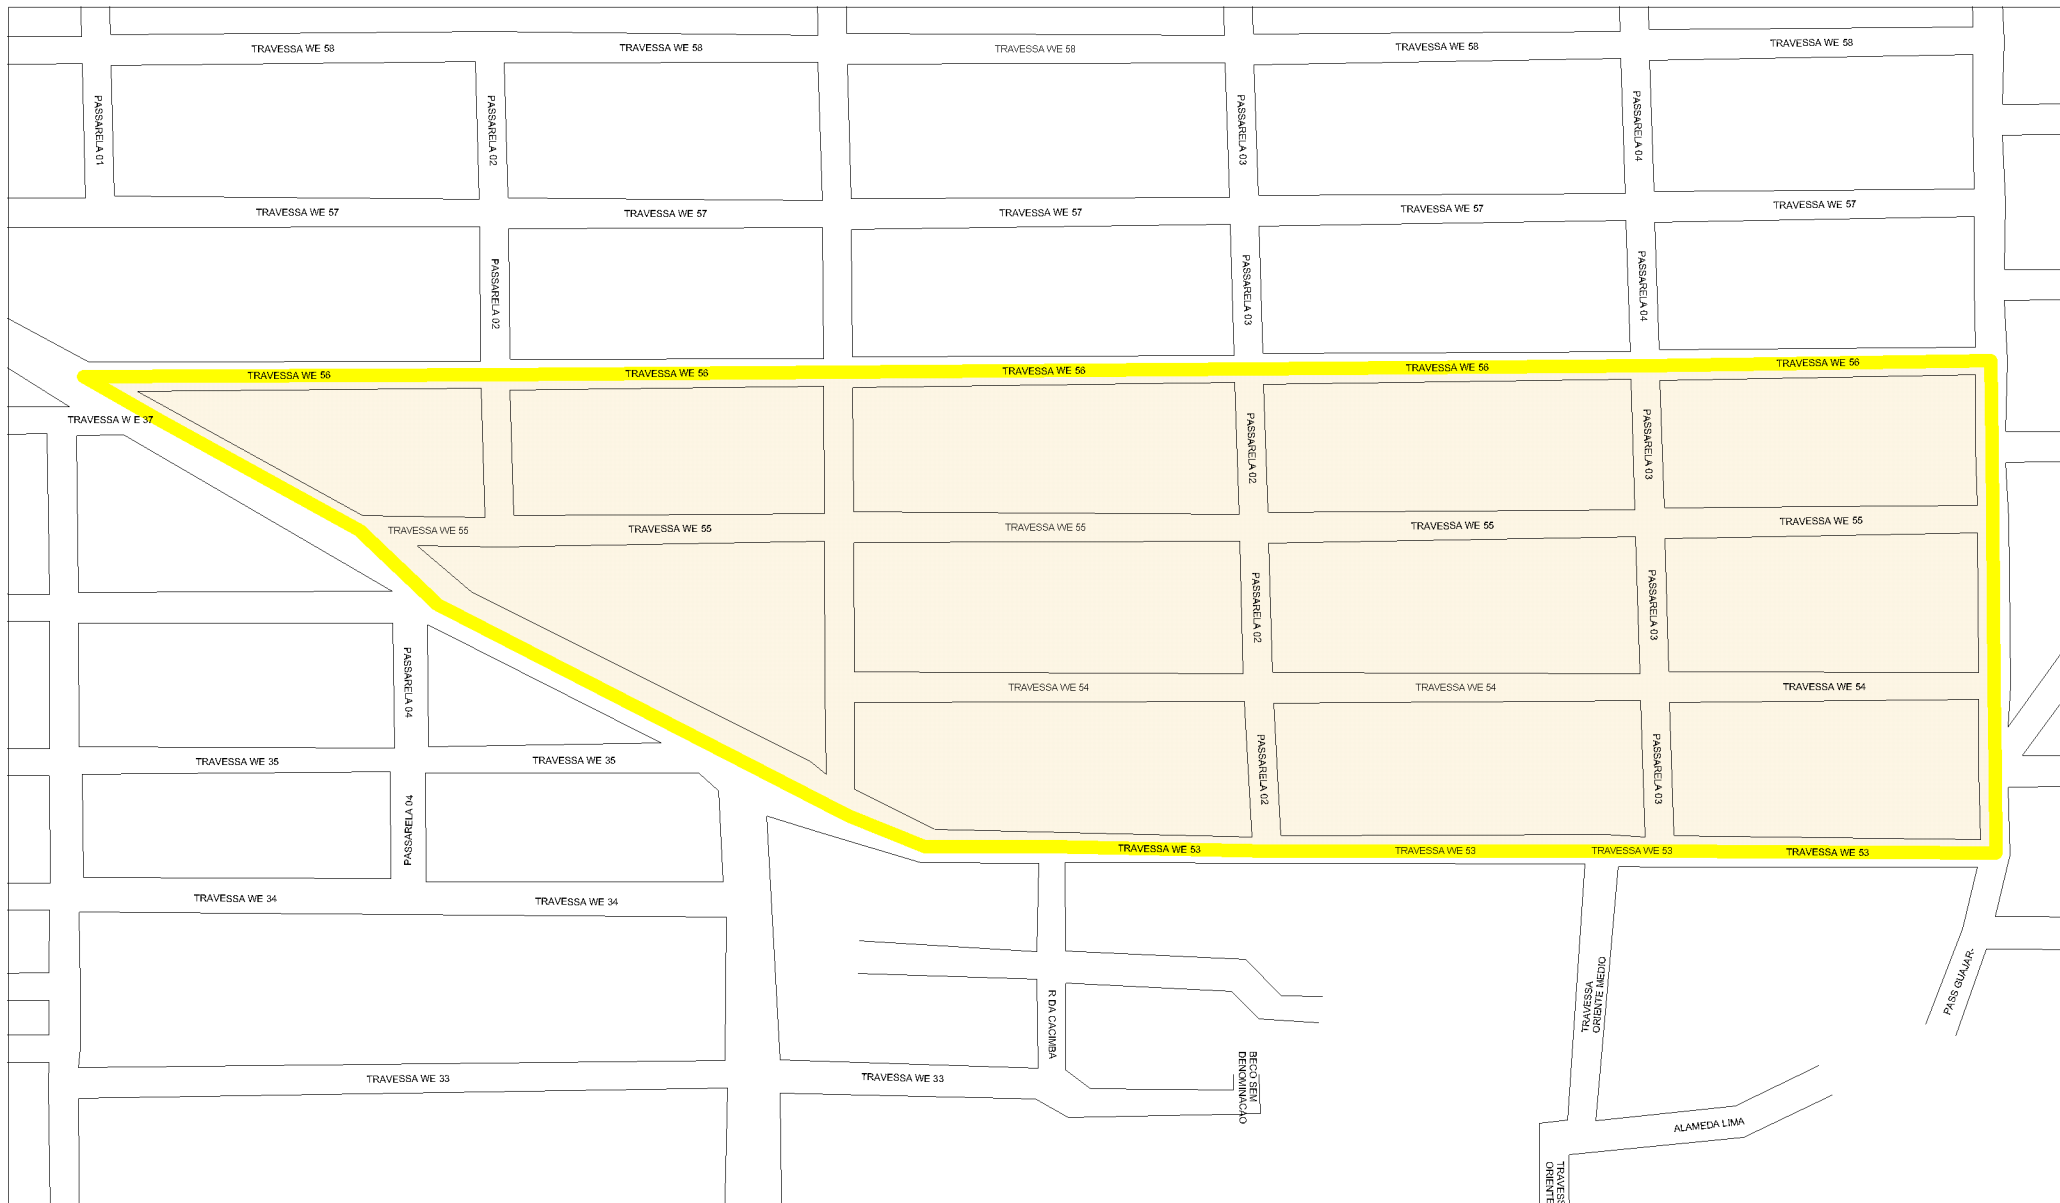 TRAVESSA WE 58
TRAVESSA WE 58
TRAVESSA WE 58
TRAVESSA WE 58
TRAVESSA WE 58
PASSARELA 01
PASSARELA 02
PASSARELA 03
PASSARELA 04
TRAVESSA WE 57
TRAVESSA WE 57
TRAVESSA WE 57
TRAVESSA WE 57
TRAVESSA WE 57
PASSARELA 02
PASSARELA 03
PASSARELA 04
TRAVESSA WE 56
TRAVESSA WE 56
TRAVESSA WE 56
TRAVESSA WE 56
TRAVESSA WE 56
TRAVESSA W E 37
PASSARELA 02
PASSARELA 03
TRAVESSA WE 55
TRAVESSA WE 55
TRAVESSA WE 55
TRAVESSA WE 55
TRAVESSA WE 55
PASSARELA 02
PASSARELA 03
PASSARELA 04
TRAVESSA WE 54
TRAVESSA WE 54
TRAVESSA WE 54
TRAVESSA WE 35
TRAVESSA WE 35
PASSARELA 02
PASSARELA 03
PASSARELA 04
TRAVESSA WE 53
TRAVESSA WE 53
TRAVESSA WE 53
TRAVESSA WE 53
TRAVESSA WE 34
TRAVESSA WE 34
R DA CACIMBA
TRAVESSA
ORIENTE MEDIO
PASS GUAJAR-
TRAVESSA WE 33
TRAVESSA WE 33
BECO SEM
DENOMINACAO
ALAMEDA LIMA
TRAVESS
ORIENTE